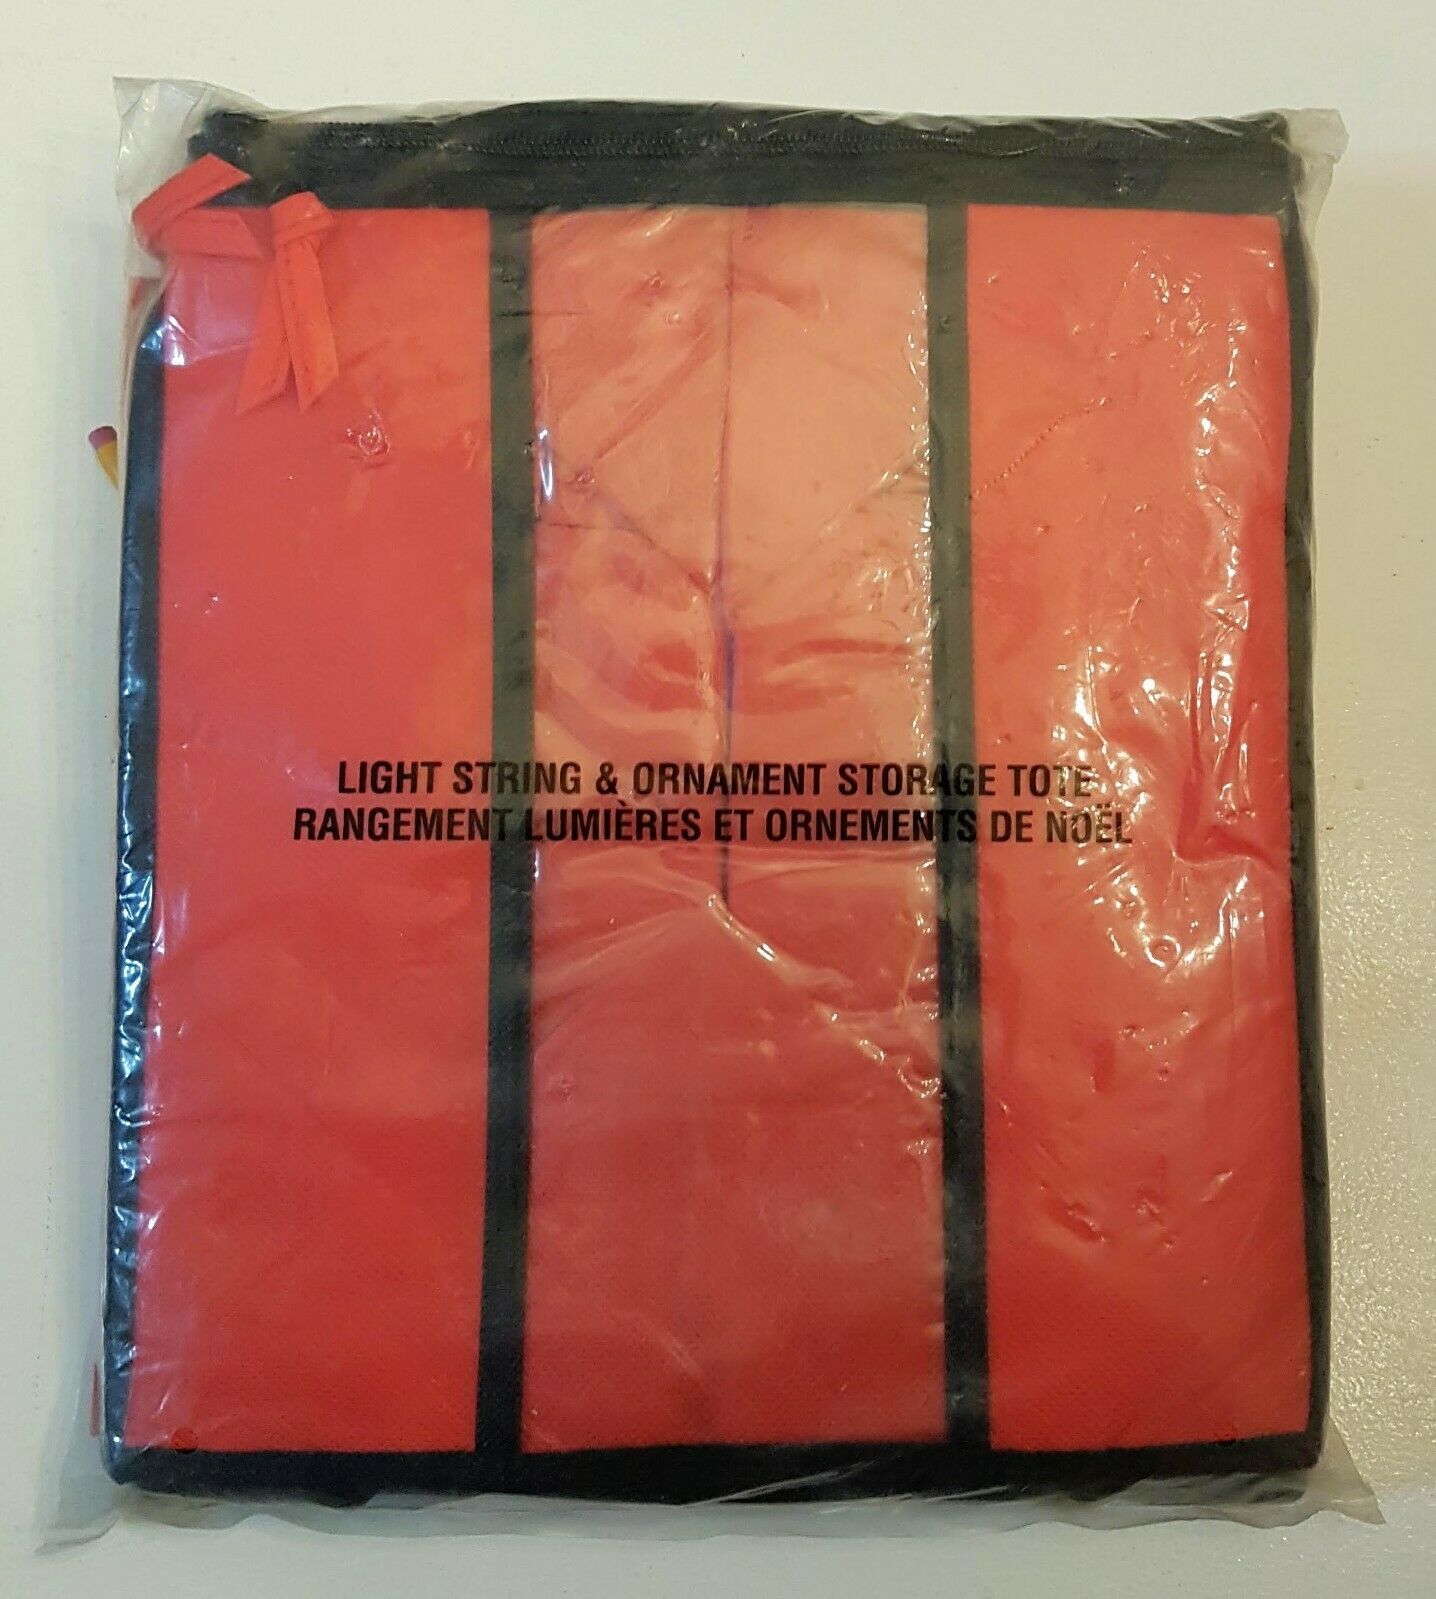 LIGHT STRING & ORNAMENT STORAGE TOTE
RANGEMENT LUMIÈRES ET ORNEMENTS DE NOËL